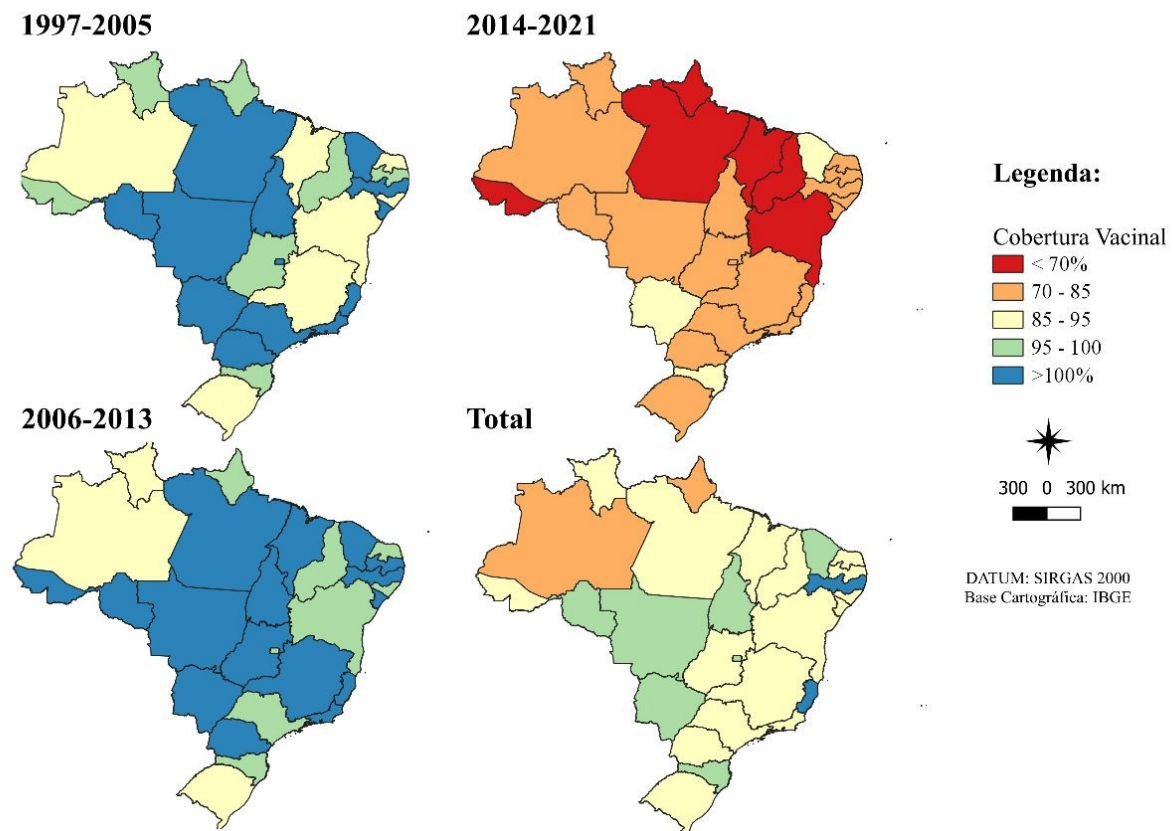 1997-2005
2014-2021
2006-2013
Total
Legenda:
Cobertura Vacinal
< 70%
70 - 85
85 - 95
95 - 100
>100%
300 0 300 km
DATUM: SIRGAS 2000
Base Cartográfica: IBGE